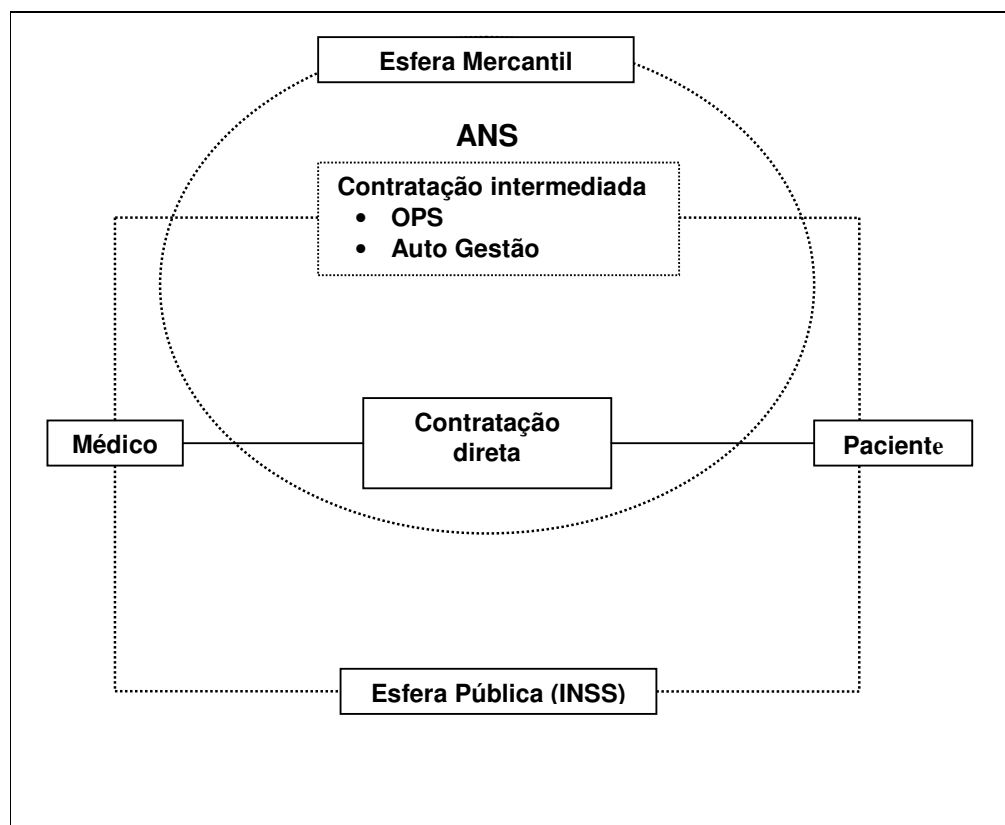 Esfera Mercantil
ANS
Contratação intermediada
• OPS
• Auto Gestão
Médico
Contratação
direta
Paciente
Esfera Pública (INSS)